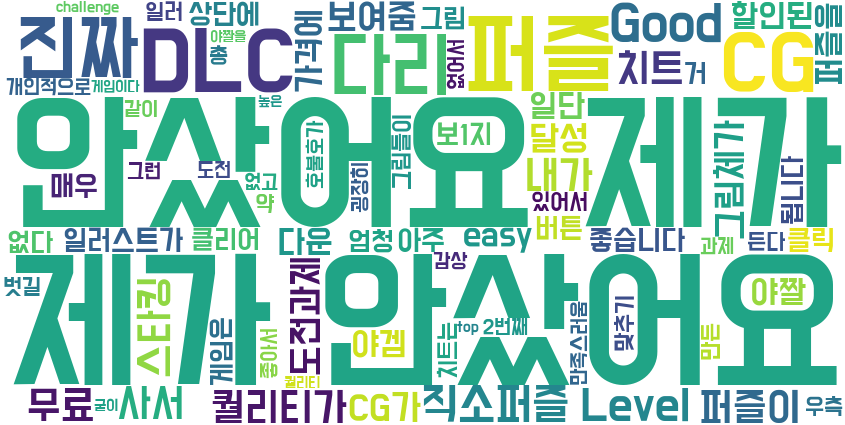 challenge 일러 상단에 보여줌 그림 Good 할인된 퍼즐을
진짜 DLC 야짤을 총 가격에 다리 없어서 퍼즐 치트 거 CG
개인적으로 게임이다
같이 높은 일단
안샀어요 제가
호불호가 보1지 달성 그림체가
매우 그런 도전 없고 약 굉장히 그림들이 내가 있어서 됩니다
없다 일러스트가 클리어 다운 엄청 아주 easy 버튼 좋습니다 과제 든다 클릭
벗길 감상
제가 안샀어요
스타킹 게임은 좋아서 도전과제 야겜 치트는 top 2번째 만족스러움 맞추기 만든 야짤
퀄리티
무료 굳이 사서 퀄리티가 CG가 직소퍼즐 Level 퍼즐이 우측